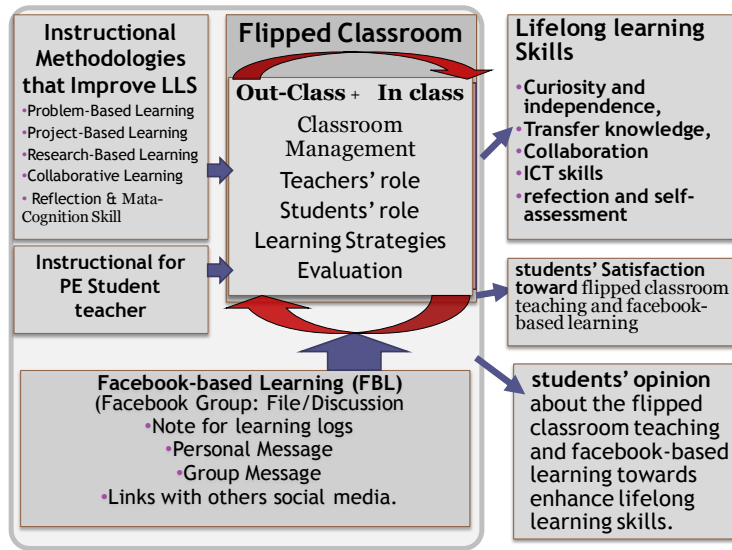 Instructional
Methodologies
that Improve LLS
•Problem-Based Learning
•Project-Based Learning
•Research-Based Learning
•Collaborative Learning
• Reflection & Mata-
Cognition Skill
Instructional for
PE Student
teacher
Flipped Classroom
Out-Class + In class
Classroom
Management
Teachers' role
Students' role
Learning Strategies
Evaluation
Facebook-based Learning (FBL)
(Facebook Group: File/Discussion
•Note for learning logs
•Personal Message
•Group Message
•Links with others social media.
Lifelong learning
Skills
•Curiosity and
independence,
•Transfer knowledge,
•Collaboration
•ICT skills
•refection and self-
assessment
students' Satisfaction
toward flipped classroom
teaching and facebook-
based learning
students' opinion
about the flipped
classroom teaching
and facebook-based
learning towards
enhance lifelong
learning skills.